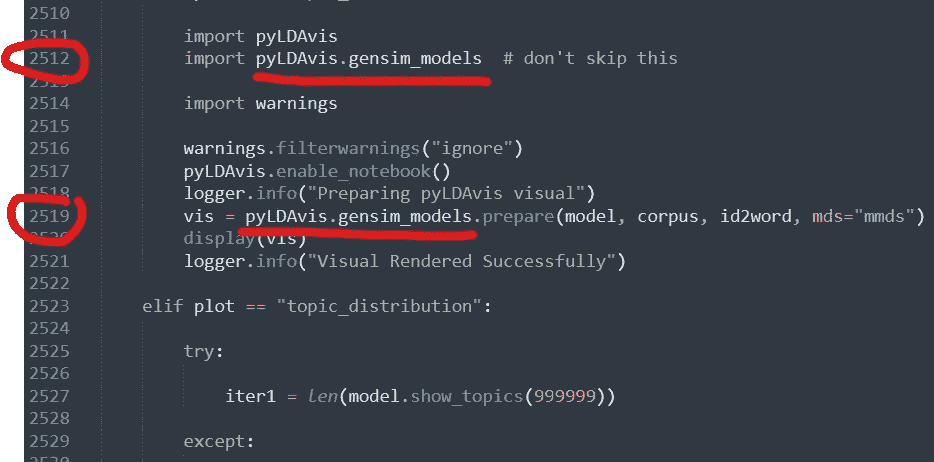 2510
2511 import pyLDAvis
2512 import pyLDAvis.gensim_models # don't skip this
2513
2514 import warnings
2515
2516 warnings.filterwarnings("ignore")
2517 pyLDAvis.enable_notebook()
2518 logger.info("Preparing pyLDAvis visual")
2519 vis = pyLDAvis.gensim_models.prepare(model, corpus, id2word, mds="mmds")
2520 display(vis)
2521 logger.info("Visual Rendered Successfully")
2522
2523 elif plot == "topic_distribution":
2524
2525 try:
2526
2527 iter1 = len(model.show_topics(999999))
2528
2529 except:
2530